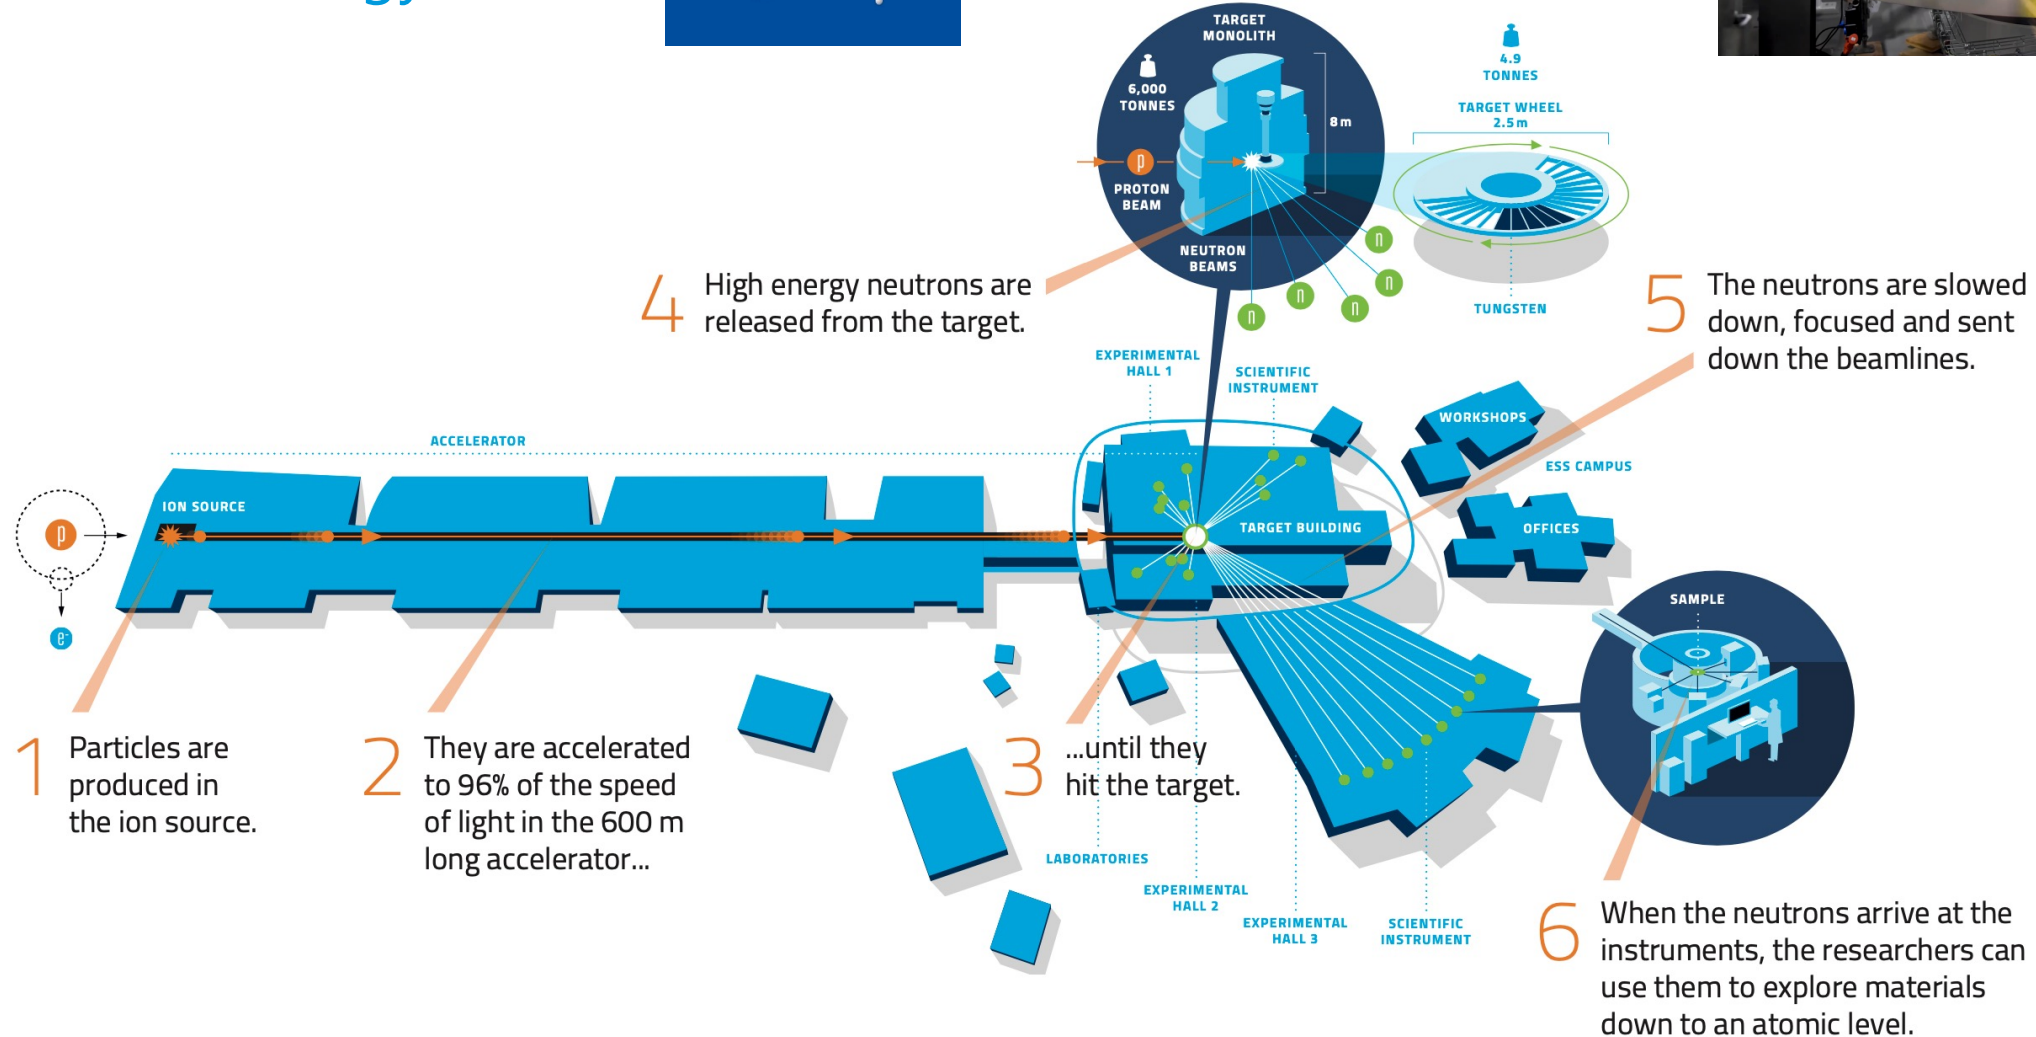 TARGET
MONOLITH
6,000
TONNES
8 m
p
PROTON
BEAM
NEUTRON
BEAMS
n
n
n
n
n
4.9
TONNES
TARGET WHEEL
2.5 m
TUNGSTEN
4
High energy neutrons are
released from the target.
5
The neutrons are slowed
down, focused and sent
down the beamlines.
EXPERIMENTAL
HALL 1
SCIENTIFIC
INSTRUMENT
ACCELERATOR
ION SOURCE
p
e-
TARGET BUILDING
WORKSHOPS
ESS CAMPUS
OFFICES
SAMPLE
1
Particles are
produced in
the ion source.
2
They are accelerated
to 96% of the speed
of light in the 600 m
long accelerator...
3
...until they
hit the target.
LABORATORIES
EXPERIMENTAL
HALL 2
EXPERIMENTAL
HALL 3
SCIENTIFIC
INSTRUMENT
6
When the neutrons arrive at the
instruments, the researchers can
use them to explore materials
down to an atomic level.